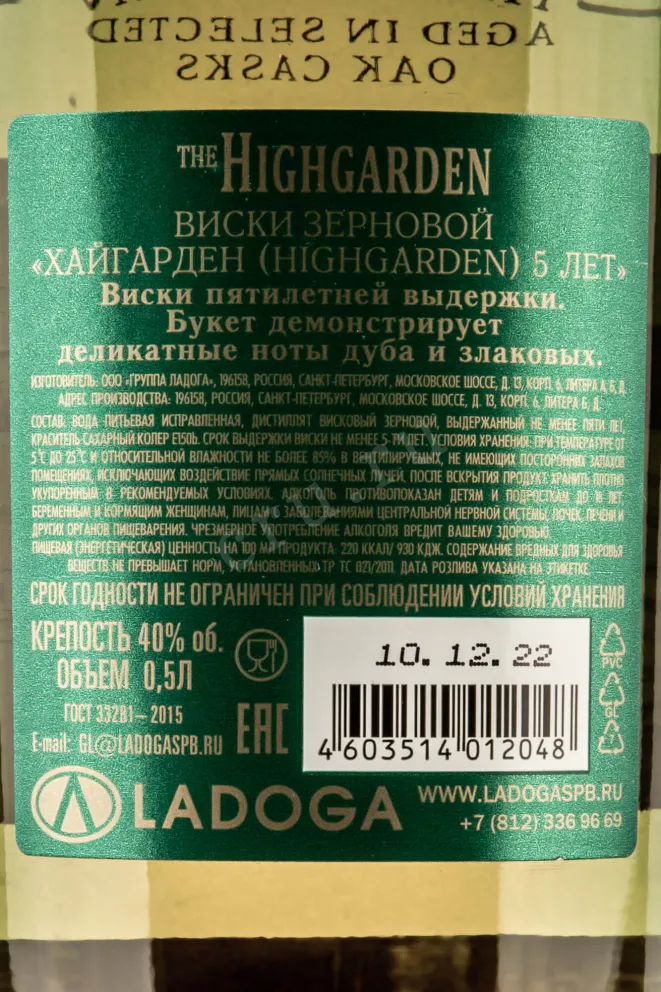 AGED IN SELECTED
OAK CASKS
THE HIGHGARDEN
ВИСКИ ЗЕРНОВОЙ
«ХАЙГАРДЕН (HIGHGARDEN) 5 ЛЕТ»
Виски пятилетней выдержки.
Букет демонстрирует
деликатные ноты дуба и злаковых.
ИЗГОТОВИТЕЛЬ: ООО «ГРУППА ЛАДОГА», 196158, РОССИЯ, САНКТ-ПЕТЕРБУРГ, МОСКОВСКОЕ ШОССЕ, Д. 13, КОРП. 6, ЛИТЕРА А, Б, Д.
АДРЕС ПРОИЗВОДСТВА: 196158, РОССИЯ, САНКТ-ПЕТЕРБУРГ, МОСКОВСКОЕ ШОССЕ, Д. 13, КОРП. 6, ЛИТЕРА Б, Д.
СОСТАВ: ВОДА ПИТЬЕВАЯ ИСПРАВЛЕННАЯ, ДИСТИЛЛЯТ ВИСКОВЫЙ ЗЕРНОВОЙ, ВЫДЕРЖАННЫЙ НЕ МЕНЕЕ ПЯТИ ЛЕТ,
КРАСИТЕЛЬ САХАРНЫЙ КОЛЕР Е150b. СРОК ВЫДЕРЖКИ ВИСКИ НЕ МЕНЕЕ 5-ТИ ЛЕТ. УСЛОВИЯ ХРАНЕНИЯ: ПРИ ТЕМПЕРАТУРЕ ОТ
5°С ДО 25°С И ОТНОСИТЕЛЬНОЙ ВЛАЖНОСТИ НЕ БОЛЕЕ 85% В ВЕНТИЛИРУЕМЫХ, НЕ ИМЕЮЩИХ ПОСТОРОННИХ ЗАПАХОВ
ПОМЕЩЕНИЯХ, ИСКЛЮЧАЮЩИХ ВОЗДЕЙСТВИЕ ПРЯМЫХ СОЛНЕЧНЫХ ЛУЧЕЙ. ПОСЛЕ ВСКРЫТИЯ ПРОДУКТ ХРАНИТЬ ПЛОТНО
УКУПОРЕННЫМ В РЕКОМЕНДУЕМЫХ УСЛОВИЯХ. АЛКОГОЛЬ ПРОТИВОПОКАЗАН ДЕТЯМ И ПОДРОСТКАМ ДО 18 ЛЕТ,
БЕРЕМЕННЫМ И КОРМЯЩИМ ЖЕНЩИНАМ, ЛИЦАМ С ЗАБОЛЕВАНИЯМИ ЦЕНТРАЛЬНОЙ НЕРВНОЙ СИСТЕМЫ, ПОЧЕК, ПЕЧЕНИ И
ДРУГИХ ОРГАНОВ ПИЩЕВАРЕНИЯ. ЧРЕЗМЕРНОЕ УПОТРЕБЛЕНИЕ АЛКОГОЛЯ ВРЕДИТ ВАШЕМУ ЗДОРОВЬЮ.
ПИЩЕВАЯ (ЭНЕРГЕТИЧЕСКАЯ) ЦЕННОСТЬ НА 100 МЛ ПРОДУКТА: 220 ККАЛ/ 930 КДЖ. СОДЕРЖАНИЕ ВРЕДНЫХ ДЛЯ ЗДОРОВЬЯ
ВЕЩЕСТВ НЕ ПРЕВЫШАЕТ НОРМ, УСТАНОВЛЕННЫХ ТР ТС 021/2011. ДАТА РОЗЛИВА УКАЗАНА НА ЭТИКЕТКЕ.
СРОК ГОДНОСТИ НЕ ОГРАНИЧЕН ПРИ СОБЛЮДЕНИИ УСЛОВИЙ ХРАНЕНИЯ
КРЕПОСТЬ 40% об.
ОБЪЕМ 0,5Л
ГОСТ 33281–2015
E-mail: GL@LADOGASPB.RU
EAC
10. 12. 22
4 603514 012048
PVC
GL
7
LADOGA
WWW.LADOGASPB.RU
+7 (812) 336 96 69